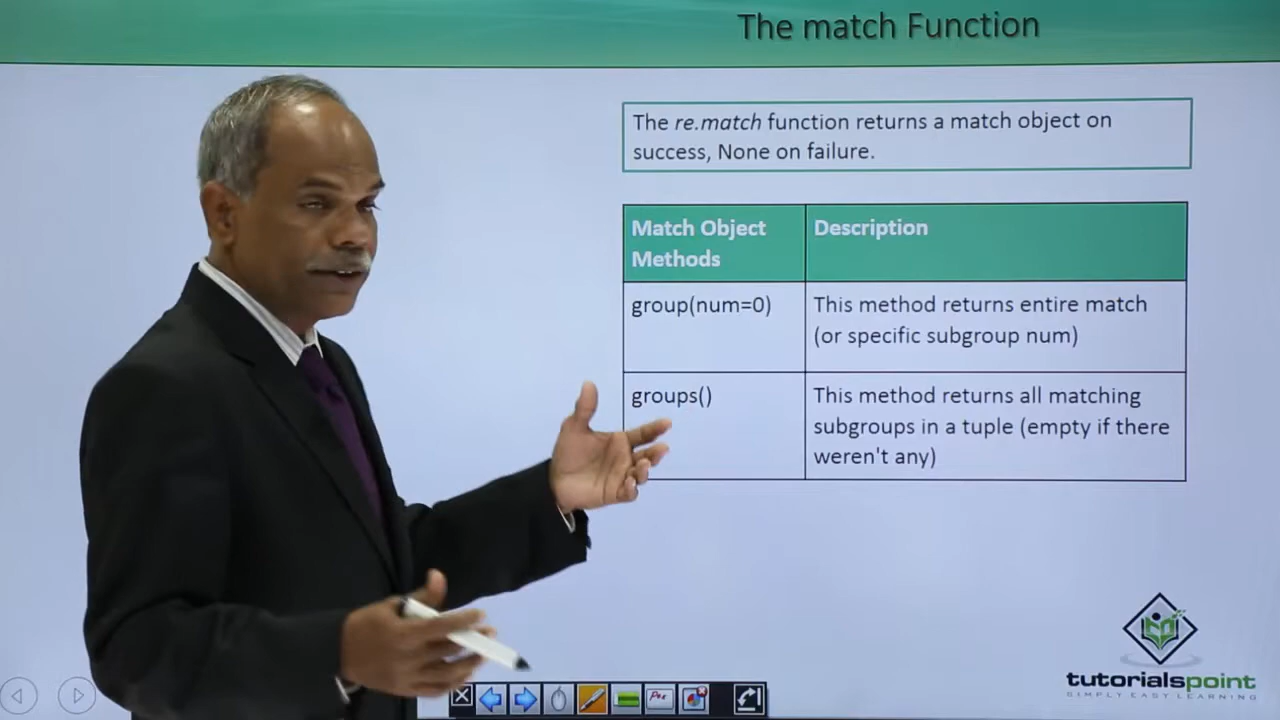 The match Function
The re.match function returns a match object on
success, None on failure.
Match Object
Methods
Description
group(num=0)
This method returns entire match
(or specific subgroup num)
groups()
This method returns all matching
subgroups in a tuple (empty if there
weren't any)
tutorialspoint
SIMPLY EASY LEARNING